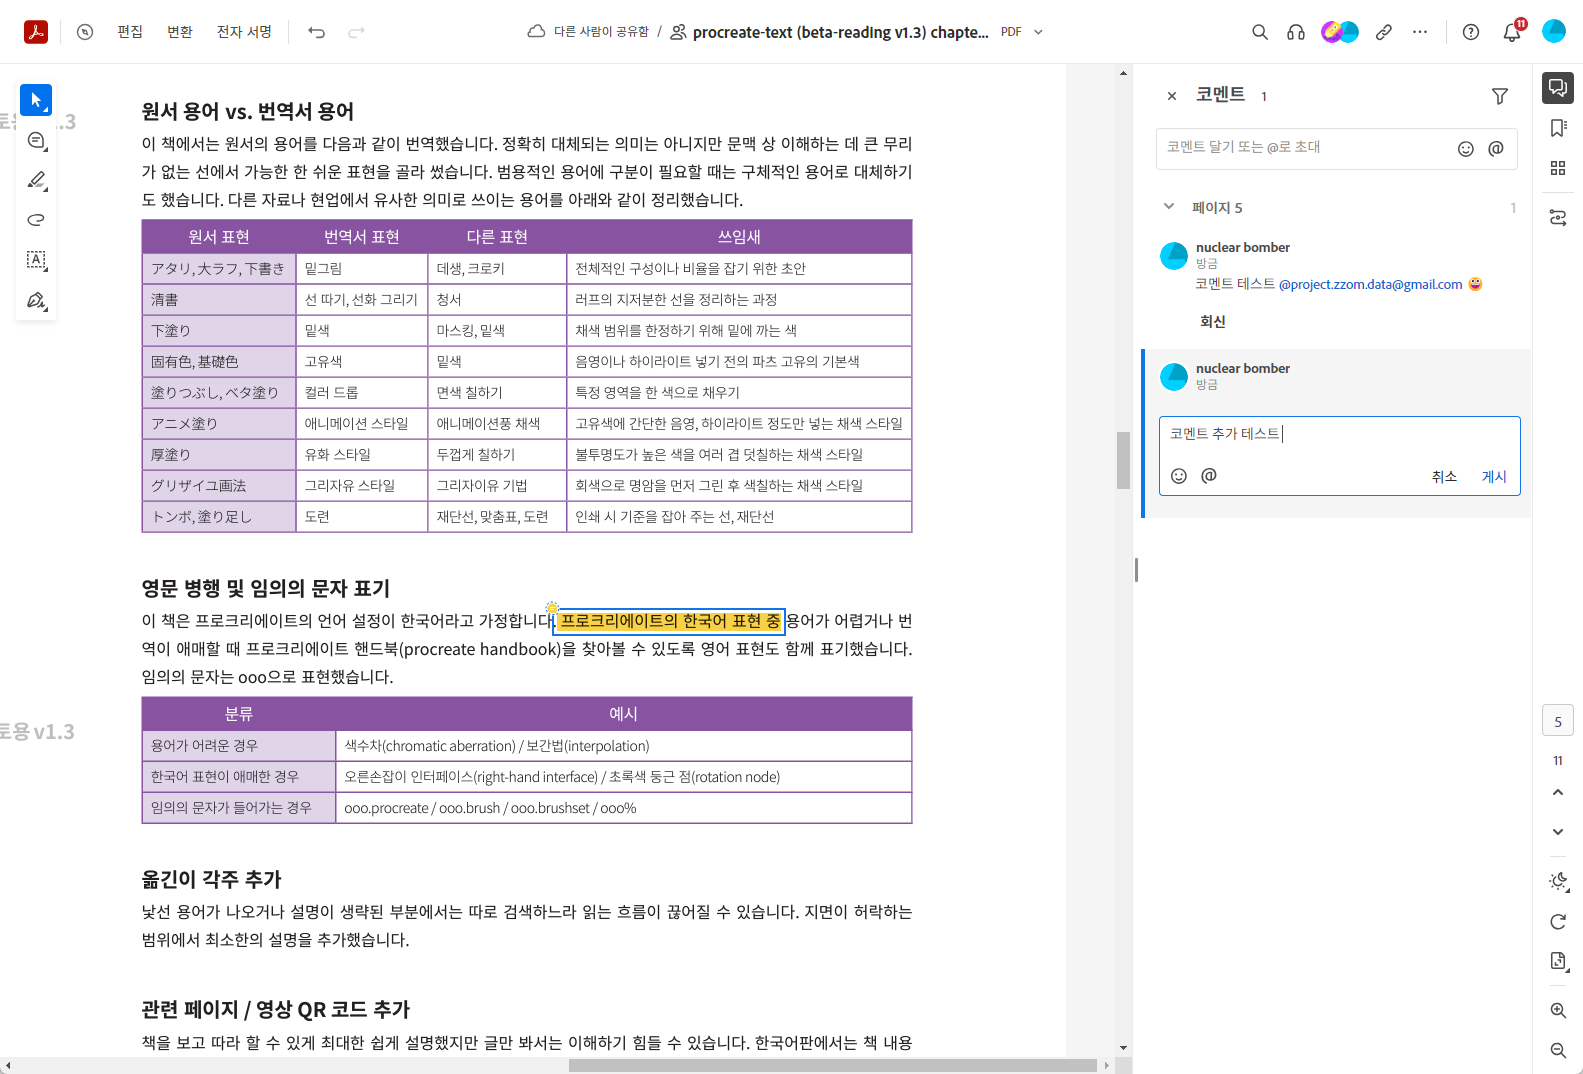 편집 변환 전자 서명
다른 사람이 공유함 / procreate-text (beta-reading v1.3) chapte... PDF
11
토용 v1.3
원서 용어 vs. 번역서 용어
이 책에서는 원서의 용어를 다음과 같이 번역했습니다. 정확히 대체되는 의미는 아니지만 문맥 상 이해하는 데 큰 무리
가 없는 선에서 가능한 한 쉬운 표현을 골라 썼습니다. 범용적인 용어에 구분이 필요할 때는 구체적인 용어로 대체하기
도 했습니다. 다른 자료나 현업에서 유사한 의미로 쓰이는 용어를 아래와 같이 정리했습니다.
원서 표현 번역서 표현 다른 표현 쓰임새
アタリ, 大ラフ, 下書き 밑그림 데생, 크로키 전체적인 구성이나 비율을 잡기 위한 초안
清書 선 따기, 선화 그리기 청서 러프의 지저분한 선을 정리하는 과정
下塗り 밑색 마스킹, 밑색 채색 범위를 한정하기 위해 밑에 까는 색
固有色, 基礎色 고유색 밑색 음영이나 하이라이트 넣기 전의 파츠 고유의 기본색
塗りつぶし, ベタ塗り 컬러 드롭 면색 칠하기 특정 영역을 한 색으로 채우기
アニメ塗り 애니메이션 스타일 애니메이션풍 채색 고유색에 간단한 음영, 하이라이트 정도만 넣는 채색 스타일
厚塗り 유화 스타일 두껍게 칠하기 불투명도가 높은 색을 여러 겹 덧칠하는 채색 스타일
グリザイユ画法 그리자유 스타일 그리자이유 기법 회색으로 명암을 먼저 그린 후 색칠하는 채색 스타일
トンボ, 塗り足し 도련 재단선, 맞춤표, 도련 인쇄 시 기준을 잡아 주는 선, 재단선
영문 병행 및 임의의 문자 표기
이 책은 프로크리에이트의 언어 설정이 한국어라고 가정합니다. 프로크리에이트의 한국어 표현 중 용어가 어렵거나 번
역이 애매할 때 프로크리에이트 핸드북(procreate handbook)을 찾아볼 수 있도록 영어 표현도 함께 표기했습니다.
임의의 문자는 ooo으로 표현했습니다.
토용 v1.3
분류 예시
용어가 어려운 경우 색수차(chromatic aberration) / 보간법(interpolation)
한국어 표현이 애매한 경우 오른손잡이 인터페이스(right-hand interface) / 초록색 둥근 점(rotation node)
임의의 문자가 들어가는 경우 ooo.procreate / ooo.brush / ooo.brushset / ooo%
옮긴이 각주 추가
낯선 용어가 나오거나 설명이 생략된 부분에서는 따로 검색하느라 읽는 흐름이 끊어질 수 있습니다. 지면이 허락하는
범위에서 최소한의 설명을 추가했습니다.
관련 페이지 / 영상 QR 코드 추가
책을 보고 따라 할 수 있게 최대한 쉽게 설명했지만 글만 봐서는 이해하기 힘들 수 있습니다. 한국어판에서는 책 내용
코멘트 1
코멘트 달기 또는 @로 초대
페이지 5 1
nuclear bomber
방금
코멘트 테스트 @project.zzom.data@gmail.com
회신
nuclear bomber
방금
코멘트 추가 테스트
취소 게시
5
11